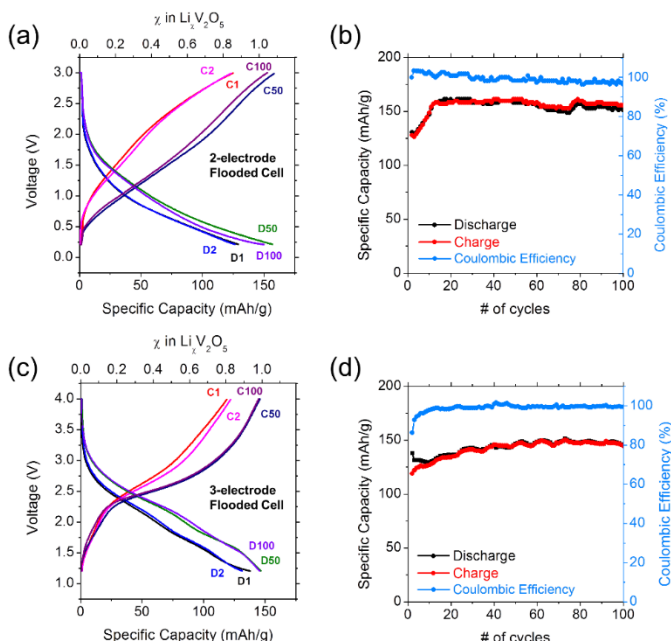 (a)
χ in LiχV2O5
0.0 0.2 0.4 0.6 0.8 1.0
3.0
2.5
2.0
1.5
1.0
0.5
0.0
Voltage (V)
C2
C1
C100
C50
2-electrode
Flooded Cell
D50
D2
D1
D100
0 50 100 150
Specific Capacity (mAh/g)
(b)
200
150
100
50
0
Specific Capacity (mAh/g)
Discharge
Charge
Coulombic Efficiency
100
80
60
40
20
0
Coulombic Efficiency (%)
0 20 40 60 80 100
# of cycles
(c)
χ in LiχV2O5
0.0 0.2 0.4 0.6 0.8 1.0
4.0
3.5
3.0
2.5
2.0
1.5
1.0
Voltage (V)
C1
C2
C100
C50
3-electrode
Flooded Cell
D100
D50
D2
D1
0 50 100 150
Specific Capacity (mAh/g)
(d)
200
150
100
50
0
Specific Capacity (mAh/g)
Discharge
Charge
Coulombic Efficiency
100
80
60
40
20
0
Coulombic Efficiency (%)
0 20 40 60 80 100
# of cycles